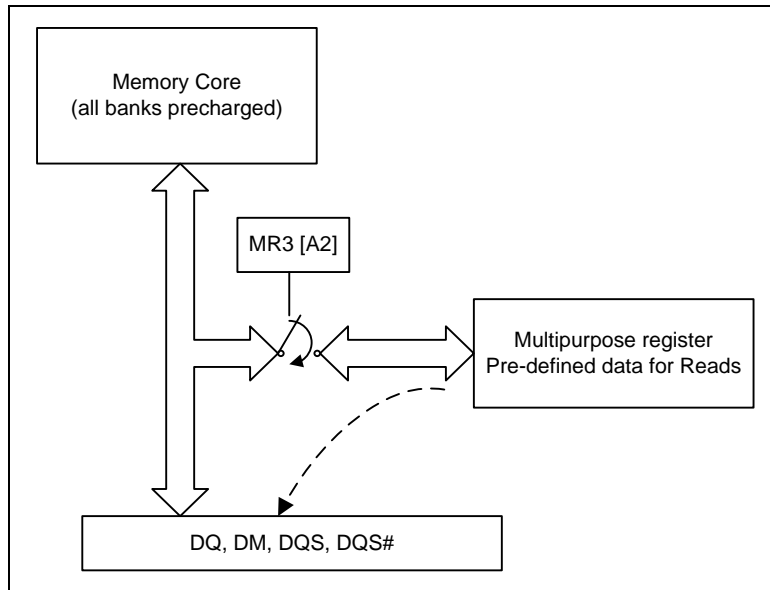 Memory Core
(all banks precharged)
MR3 [A2]
Multipurpose register
Pre-defined data for Reads
DQ, DM, DQS, DQS#